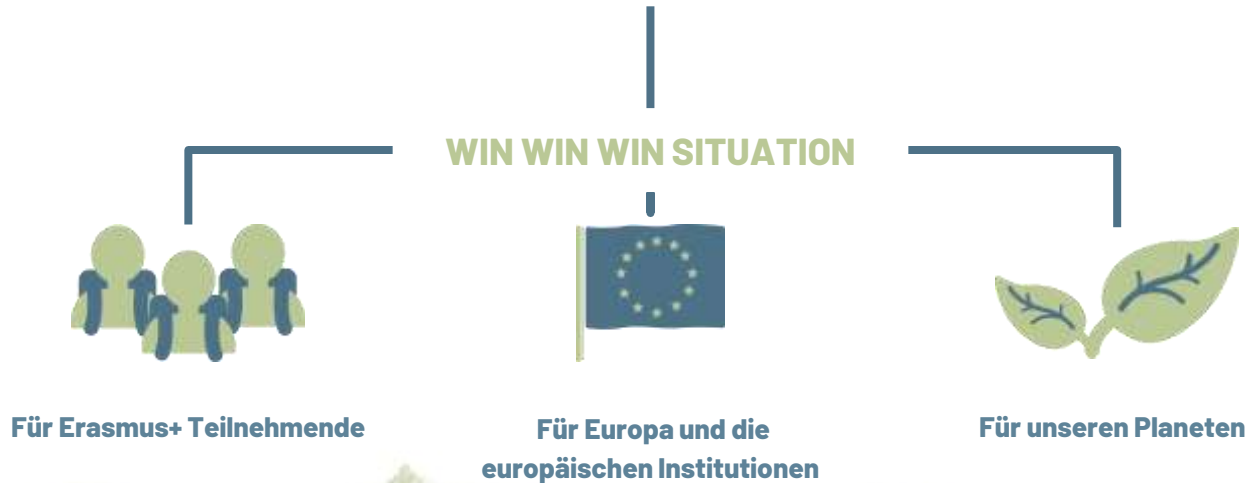 WIN WIN WIN SITUATION
Für Erasmus+ Teilnehmende
Für Europa und die
europäischen Institutionen
Für unseren Planeten